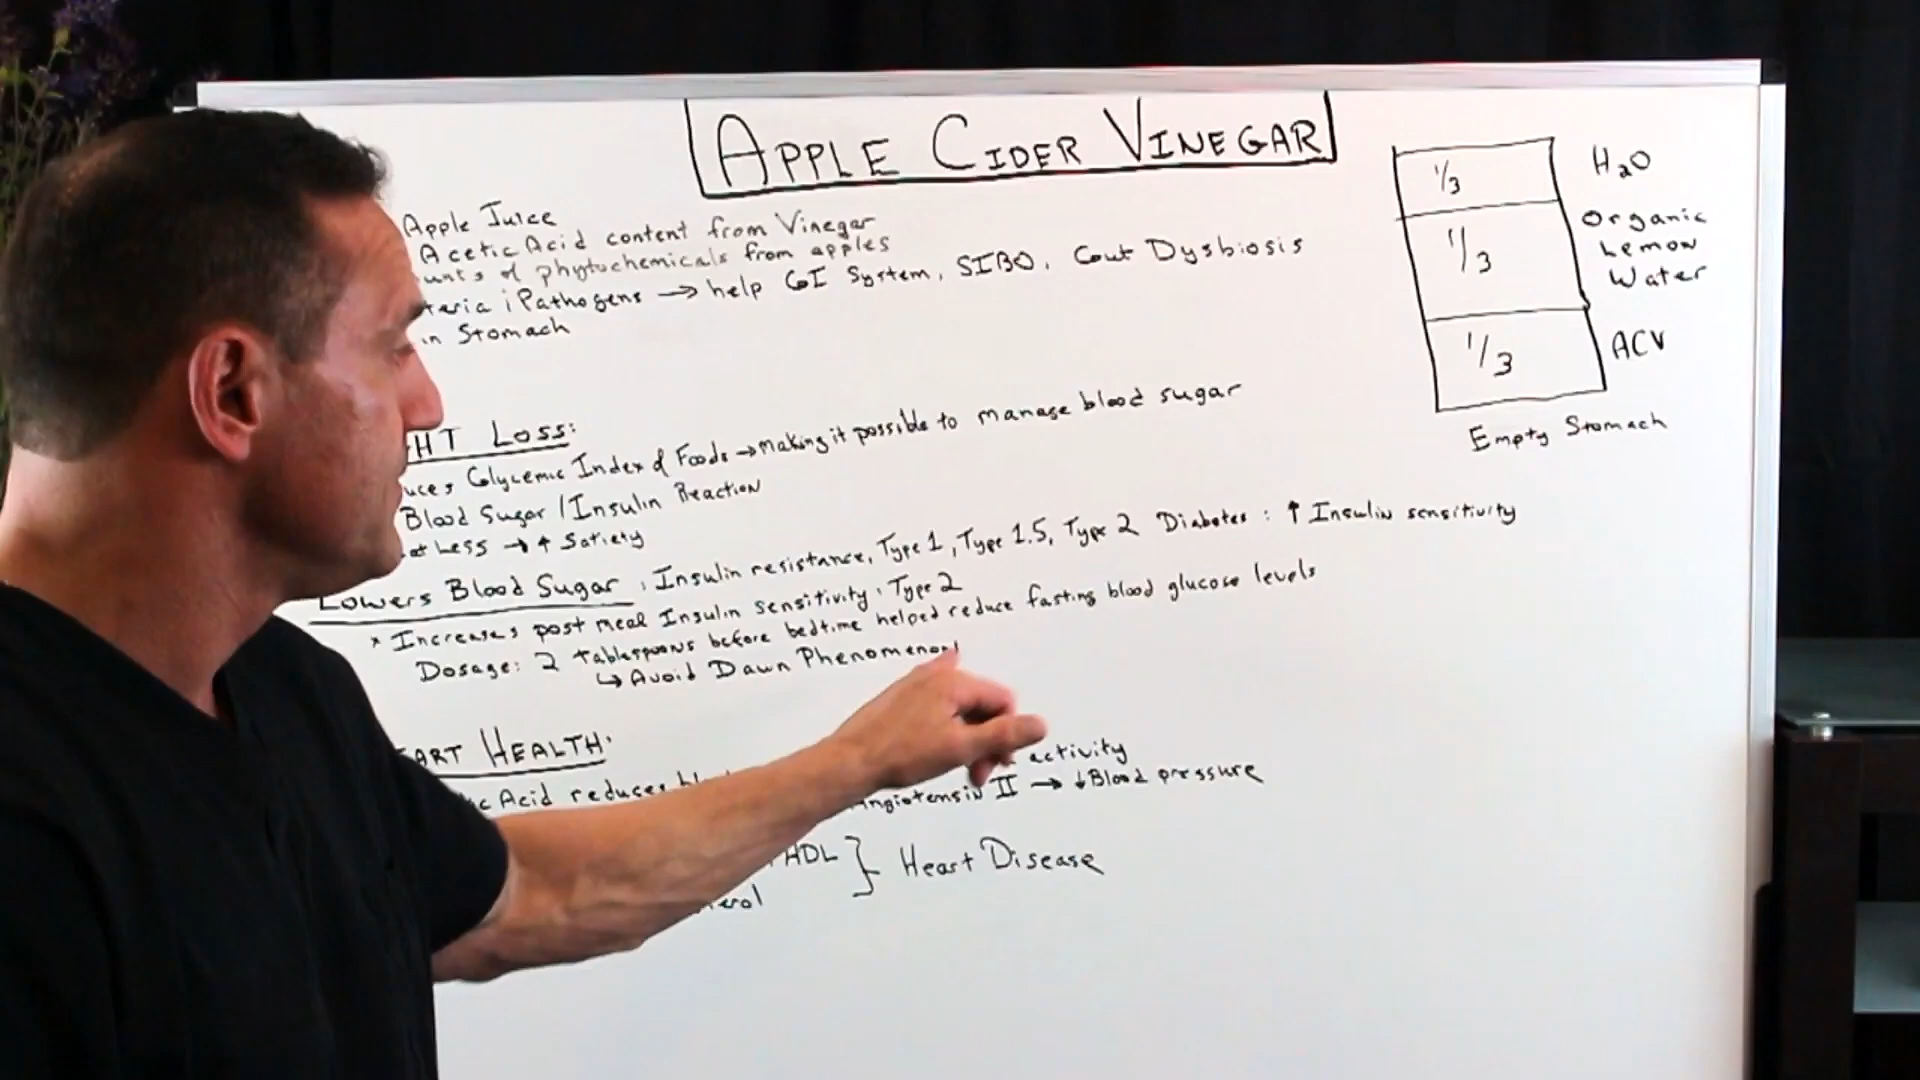 APPLE CIDER VINEGAR
Apple Juice
Acetic Acid content from Vinegar
of phytochemicals from apples
Pathogens → help GI System, SIBO, Gut Dysbiosis
in Stomach
1/3 H2O
1/3 Organic
Lemon
Water
1/3 ACV
Empty Stomach
LOSS:
Glycemic Index of Foods → making it possible to manage blood sugar
Blood Sugar / Insulin Reaction
Less → ↑ Satiety
LOWERS BLOOD SUGAR : Insulin resistance, Type 1, Type 1.5, Type 2 Diabetes : ↑ Insulin sensitivity
* Increases post meal Insulin sensitivity : Type 2
Dosage: 2 tablespoons before bedtime helped reduce fasting blood glucose levels
↳ Avoid Dawn Phenomenon
HEALTH:
Acid reduces activity
Angiotensin II → ↓ Blood pressure
HDL } Heart Disease